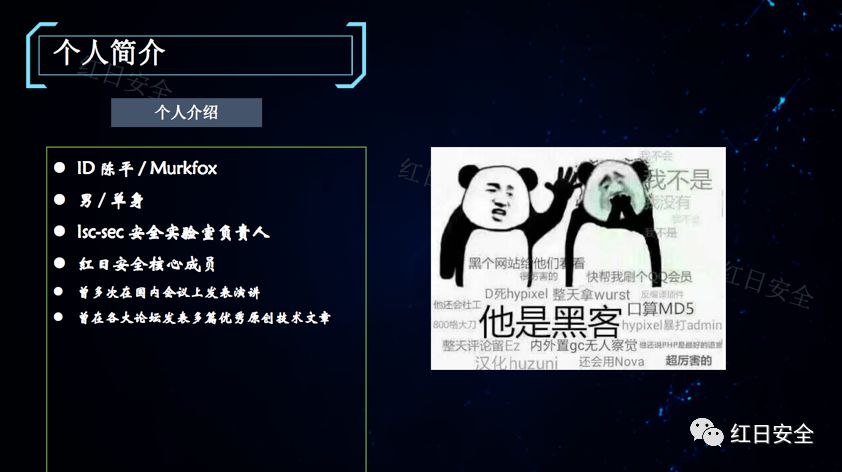 个人简介
个人介绍
ID 陈平 / Murkfox
男 / 单身
Isc-sec 安全实验室负责人
红日安全核心成员
曾多次在国内会议上发表演讲
曾在各大论坛发表多篇优秀原创技术文章
我不会
我不是
我没有
我不会
我不是
黑个网站给他们看看
很厉害的
快帮我刷个QQ会员
D死hypixel 整天拿wurst
反编译插件
他还会社工
口算MD5
800格大刀
他是黑客
hypixel暴打admin
整天评论留Ez
内外置gc无人察觉
他还说PHP是最好的语言
汉化huzuni
还会用Nova
超厉害的
红日安全
红日安全
红日安全